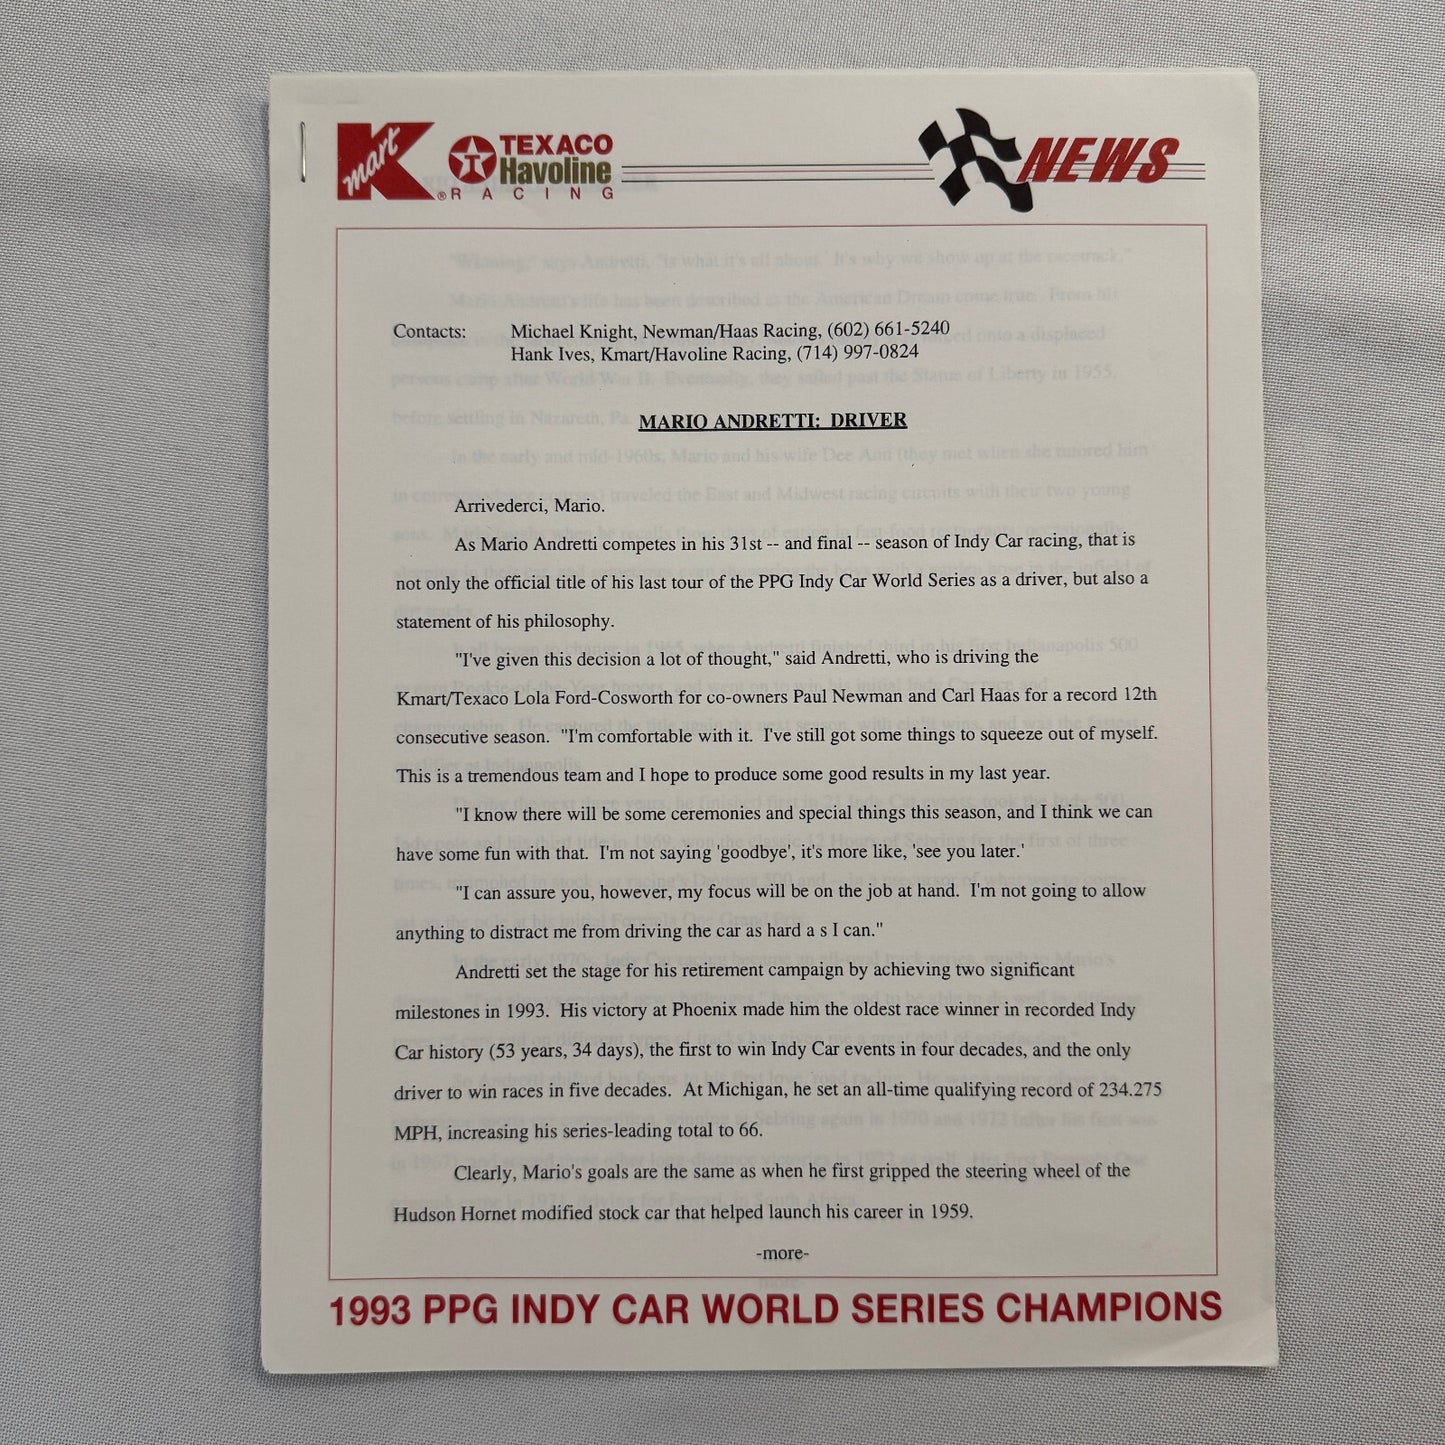 Kmart ® TEXACO Havoline RACING NEWS
Contacts: Michael Knight, Newman/Haas Racing, (602) 661-5240
Hank Ives, Kmart/Havoline Racing, (714) 997-0824
MARIO ANDRETTI: DRIVER
Arrivederci, Mario.
As Mario Andretti competes in his 31st -- and final -- season of Indy Car racing, that is
not only the official title of his last tour of the PPG Indy Car World Series as a driver, but also a
statement of his philosophy.
"I've given this decision a lot of thought," said Andretti, who is driving the
Kmart/Texaco Lola Ford-Cosworth for co-owners Paul Newman and Carl Haas for a record 12th
consecutive season. "I'm comfortable with it. I've still got some things to squeeze out of myself.
This is a tremendous team and I hope to produce some good results in my last year.
"I know there will be some ceremonies and special things this season, and I think we can
have some fun with that. I'm not saying 'goodbye', it's more like, 'see you later.'
"I can assure you, however, my focus will be on the job at hand. I'm not going to allow
anything to distract me from driving the car as hard a s I can."
Andretti set the stage for his retirement campaign by achieving two significant
milestones in 1993. His victory at Phoenix made him the oldest race winner in recorded Indy
Car history (53 years, 34 days), the first to win Indy Car events in four decades, and the only
driver to win races in five decades. At Michigan, he set an all-time qualifying record of 234.275
MPH, increasing his series-leading total to 66.
Clearly, Mario's goals are the same as when he first gripped the steering wheel of the
Hudson Hornet modified stock car that helped launch his career in 1959.
-more-
1993 PPG INDY CAR WORLD SERIES CHAMPIONS